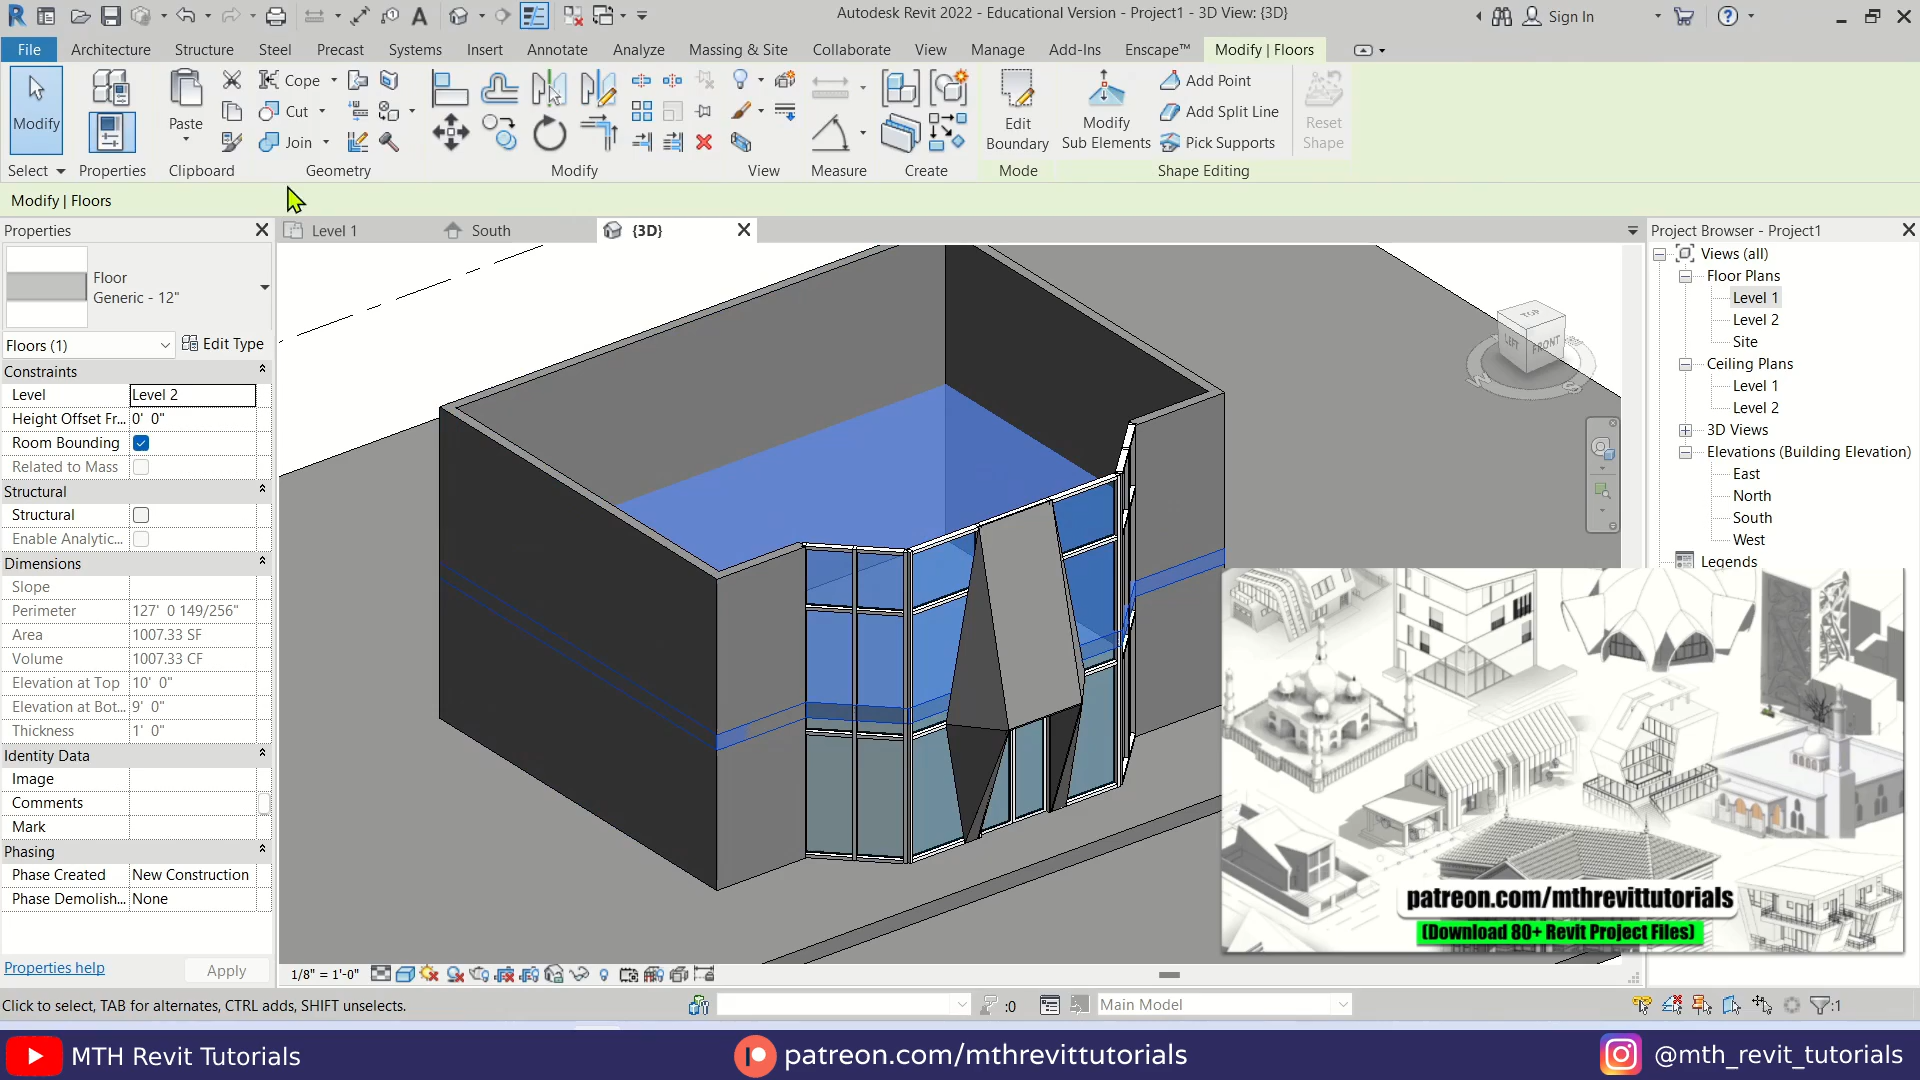 Autodesk Revit 2022 - Educational Version - Project1 - 3D View: {3D}
Sign In
File
Architecture
Structure
Steel
Precast
Systems
Insert
Annotate
Analyze
Massing & Site
Collaborate
View
Manage
Add-Ins
Enscape™
Modify | Floors
Modify
Paste
Cope
Cut
Join
Edit
Boundary
Modify
Sub Elements
Add Point
Add Split Line
Pick Supports
Reset
Shape
Select
Properties
Clipboard
Geometry
Modify
View
Measure
Create
Mode
Shape Editing
Modify | Floors
Properties
Level 1
South
{3D}
Project Browser - Project1
Floor
Generic - 12"
Floors (1)
Edit Type
Constraints
Level
Level 2
Height Offset Fr...
0' 0"
Room Bounding
Related to Mass
Structural
Structural
Enable Analytic...
Dimensions
Slope
Perimeter
127' 0 149/256"
Area
1007.33 SF
Volume
1007.33 CF
Elevation at Top
10' 0"
Elevation at Bot...
9' 0"
Thickness
1' 0"
Identity Data
Image
Comments
Mark
Phasing
Phase Created
New Construction
Phase Demolish...
None
Properties help
Apply
TOP
LEFT
FRONT
W
S
Views (all)
Floor Plans
Level 1
Level 2
Site
Ceiling Plans
Level 1
Level 2
3D Views
Elevations (Building Elevation)
East
North
South
West
Legends
patreon.com/mthrevittutorials
(Download 80+ Revit Project Files)
1/8" = 1'-0"
Click to select, TAB for alternates, CTRL adds, SHIFT unselects.
:0
Main Model
:1
MTH Revit Tutorials
patreon.com/mthrevittutorials
@mth_revit_tutorials